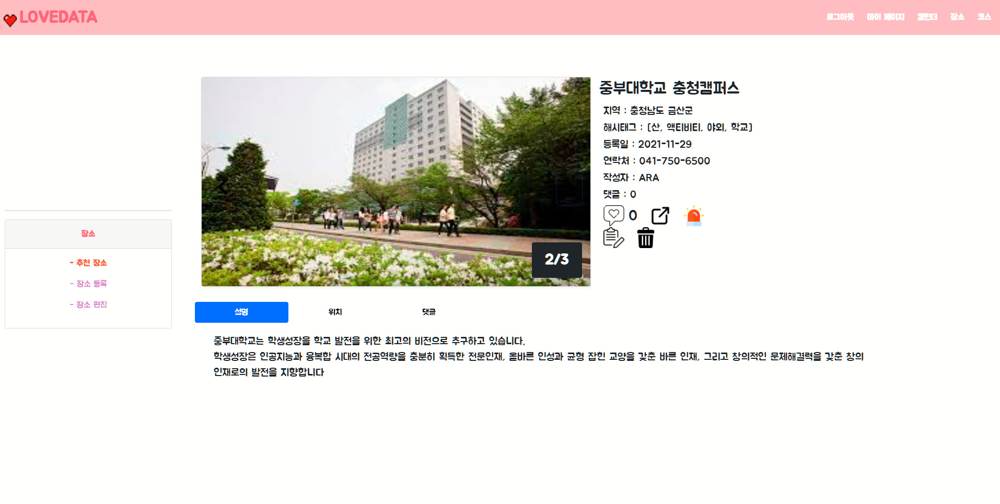 LOVEDATA
로그아웃 마이 페이지 캘린더 장소 코스
중부대학교 충청캠퍼스
지역 : 충청남도 금산군
해시태그 : [산, 액티비티, 야외, 학교]
등록일 : 2021-11-29
연락처 : 041-750-6500
작성자 : ARA
댓글 : 0
0
장소
- 추천 장소
- 장소 등록
- 장소 편집
2/3
설명 위치 댓글
중부대학교는 학생성장을 학교 발전을 위한 최고의 비전으로 추구하고 있습니다.
학생성장은 인공지능과 융복합 시대의 전공역량을 충분히 획득한 전문인재, 올바른 인성과 균형 잡힌 교양을 갖춘 바른 인재, 그리고 창의적인 문제해결력을 갖춘 창의
인재로의 발전을 지향합니다